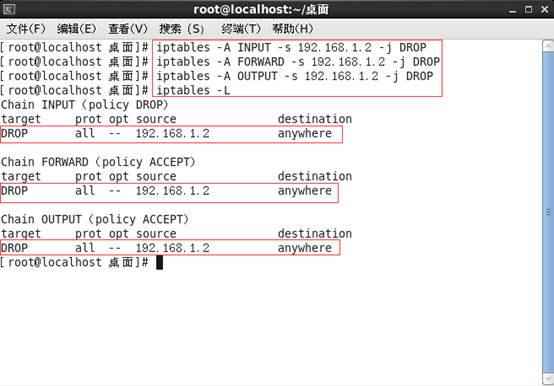 root@localhost:~/桌面
文件(F) 编辑(E) 查看(V) 搜索 (S) 终端(T) 帮助(H)
[root@localhost 桌面]# iptables -A INPUT -s 192.168.1.2 -j DROP
[root@localhost 桌面]# iptables -A FORWARD -s 192.168.1.2 -j DROP
[root@localhost 桌面]# iptables -A OUTPUT -s 192.168.1.2 -j DROP
[root@localhost 桌面]# iptables -L
Chain INPUT (policy DROP)
target prot opt source destination
DROP all -- 192.168.1.2 anywhere
Chain FORWARD (policy ACCEPT)
target prot opt source destination
DROP all -- 192.168.1.2 anywhere
Chain OUTPUT (policy ACCEPT)
target prot opt source destination
DROP all -- 192.168.1.2 anywhere
[root@localhost 桌面]#